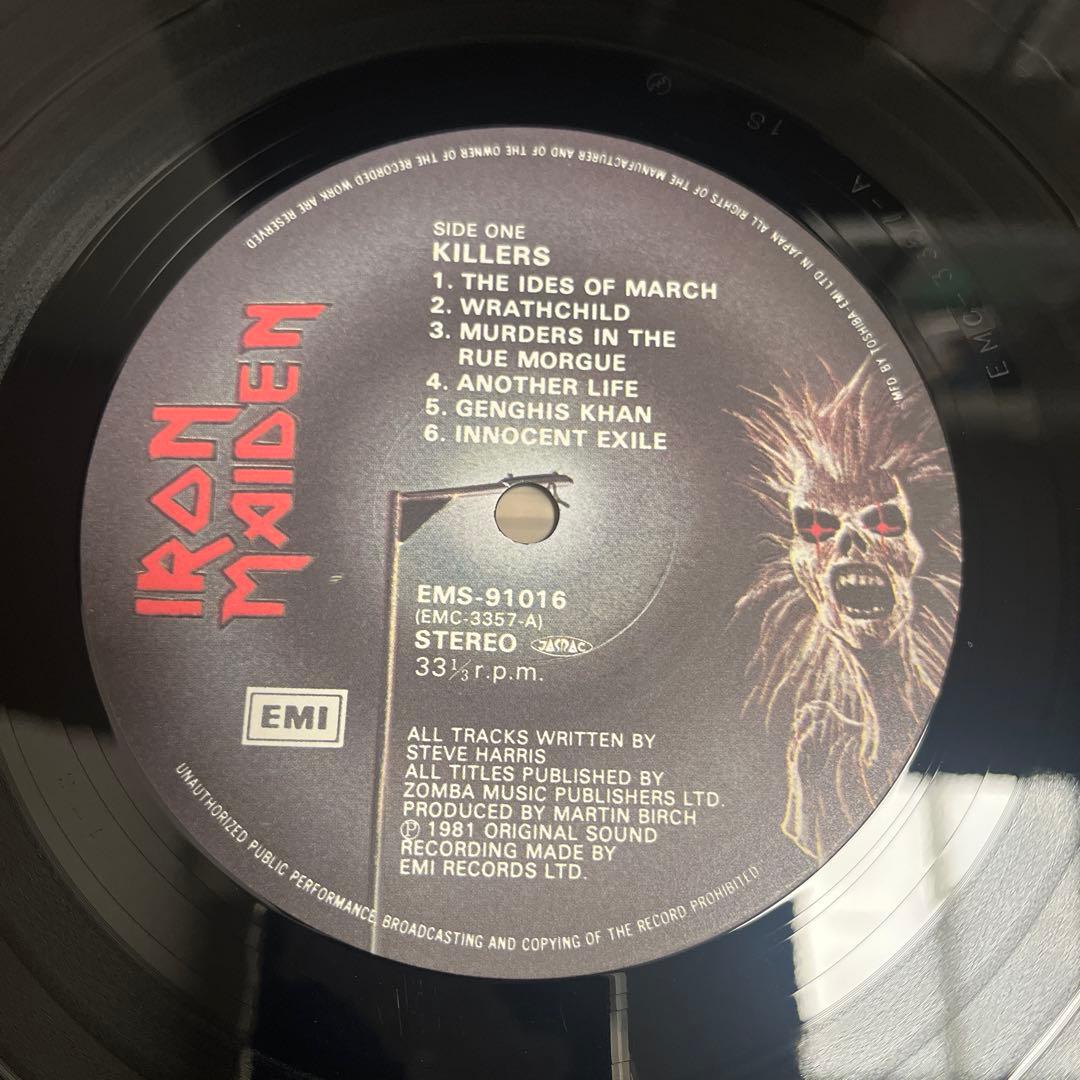 SIDE ONE
KILLERS
1. THE IDES OF MARCH
2. WRATHCHILD
3. MURDERS IN THE
RUE MORGUE
4. ANOTHER LIFE
5. GENGHIS KHAN
6. INNOCENT EXILE
IRON
MAIDEN
EMS-91016
(EMC-3357-A)
STEREO JASRAC
33⅓ r.p.m.
EMI
ALL TRACKS WRITTEN BY
STEVE HARRIS
ALL TITLES PUBLISHED BY
ZOMBA MUSIC PUBLISHERS LTD.
PRODUCED BY MARTIN BIRCH
℗ 1981 ORIGINAL SOUND
RECORDING MADE BY
EMI RECORDS LTD.
MFD BY TOSHIBA-EMI LTD IN JAPAN ALL RIGHTS OF THE MANUFACTURER AND OF THE OWNER OF THE RECORDED WORK ARE RESERVED
UNAUTHORIZED PUBLIC PERFORMANCE BROADCASTING AND COPYING OF THE RECORD PROHIBITED
1S